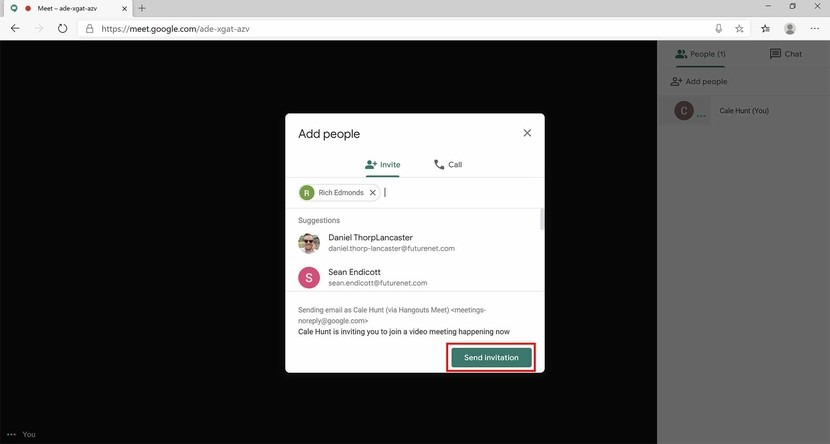 Meet – ade-xgat-azv
https://meet.google.com/ade-xgat-azv
People (1)
Chat
Add people
C
Cale Hunt (You)
Add people
Invite
Call
R
Rich Edmonds
Suggestions
Daniel ThorpLancaster
daniel.thorp-lancaster@futurenet.com
S
Sean Endicott
sean.endicott@futurenet.com
Sending email as Cale Hunt (via Hangouts Meet) <meetings-
noreply@google.com>
Cale Hunt is inviting you to join a video meeting happening now
Send invitation
You